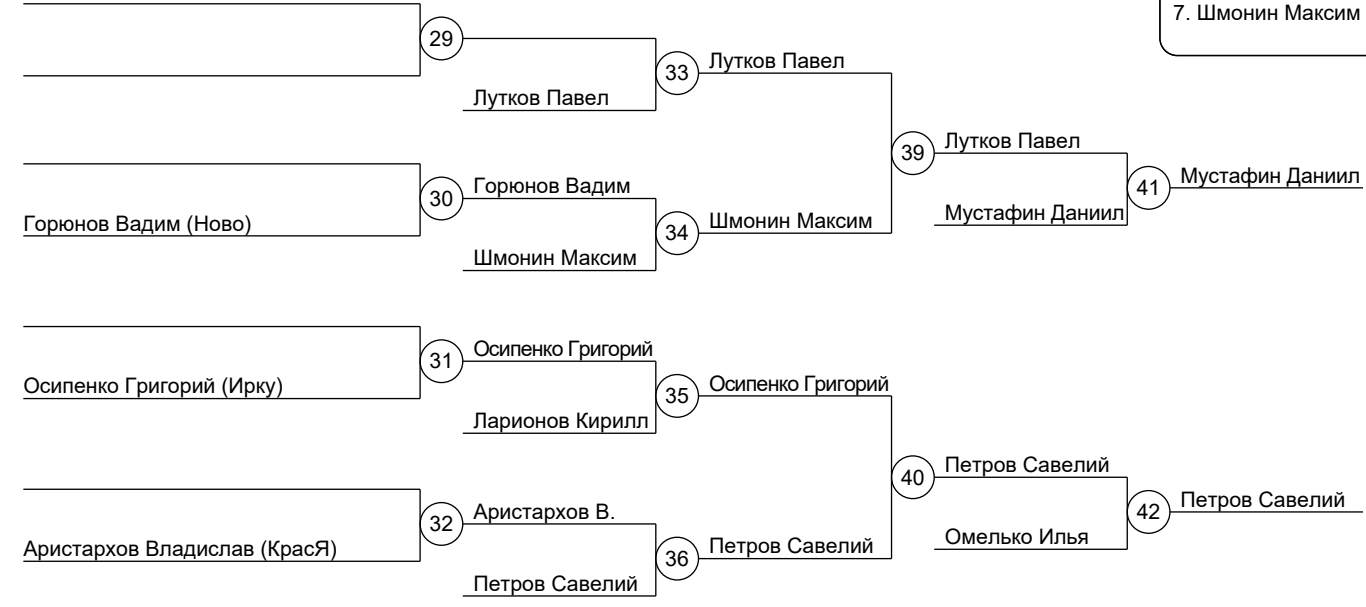 7. Шмонин Максим
29
Лутков Павел
33
Лутков Павел
Горюнов Вадим (Ново)
30
Горюнов Вадим
Шмонин Максим
34
Шмонин Максим
39
Лутков Павел
Мустафин Даниил
41
Мустафин Даниил
Осипенко Григорий (Ирку)
31
Осипенко Григорий
Ларионов Кирилл
35
Осипенко Григорий
Аристархов Владислав (КрасЯ)
32
Аристархов В.
Петров Савелий
36
Петров Савелий
40
Петров Савелий
Омелько Илья
42
Петров Савелий